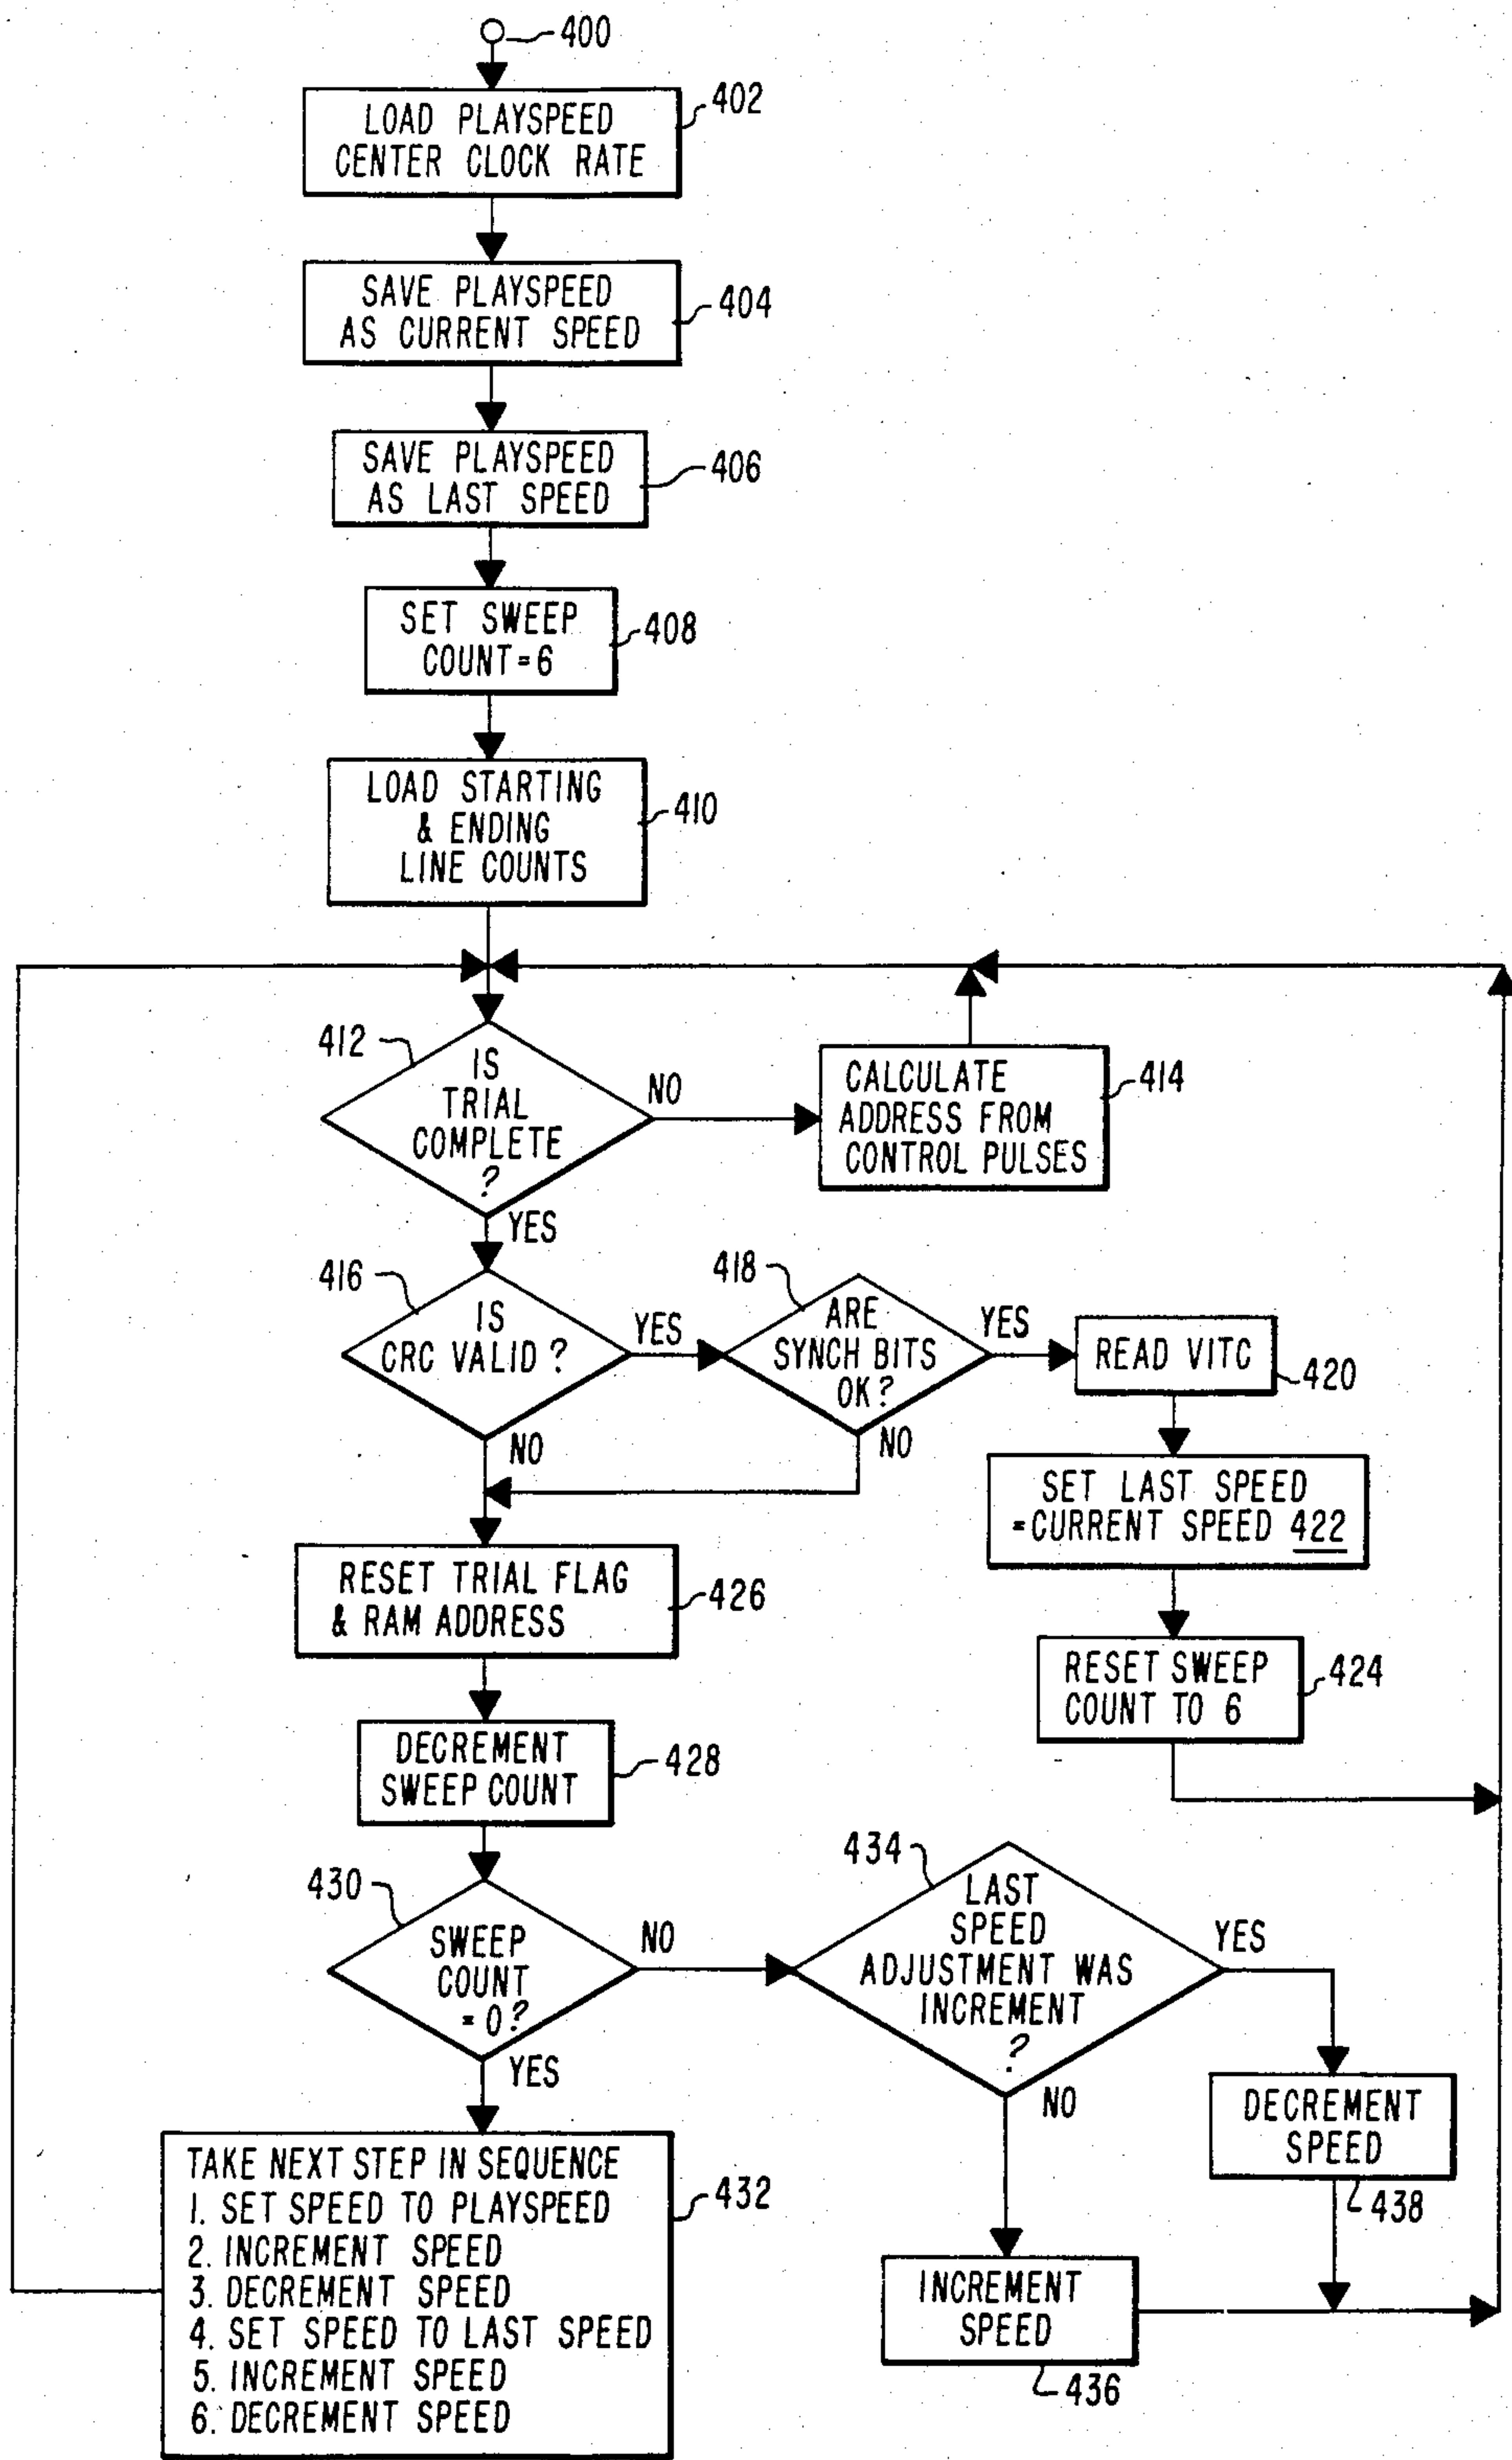 400
LOAD PLAYSPEED
CENTER CLOCK RATE
402
SAVE PLAYSPEED
AS CURRENT SPEED
404
SAVE PLAYSPEED
AS LAST SPEED
406
SET SWEEP
COUNT=6
408
LOAD STARTING
& ENDING
LINE COUNTS
410
412
IS
TRIAL
COMPLETE
?
NO
YES
CALCULATE
ADDRESS FROM
CONTROL PULSES
414
416
IS
CRC VALID ?
YES
NO
418
ARE
SYNCH BITS
OK?
YES
NO
READ VITC
420
SET LAST SPEED
=CURRENT SPEED 422
RESET SWEEP
COUNT TO 6
424
RESET TRIAL FLAG
& RAM ADDRESS
426
DECREMENT
SWEEP COUNT
428
430
SWEEP
COUNT
=0?
NO
YES
434
LAST
SPEED
ADJUSTMENT WAS
INCREMENT
?
YES
NO
DECREMENT
SPEED
438
INCREMENT
SPEED
436
TAKE NEXT STEP IN SEQUENCE
1. SET SPEED TO PLAYSPEED
2. INCREMENT SPEED
3. DECREMENT SPEED
4. SET SPEED TO LAST SPEED
5. INCREMENT SPEED
6. DECREMENT SPEED
432